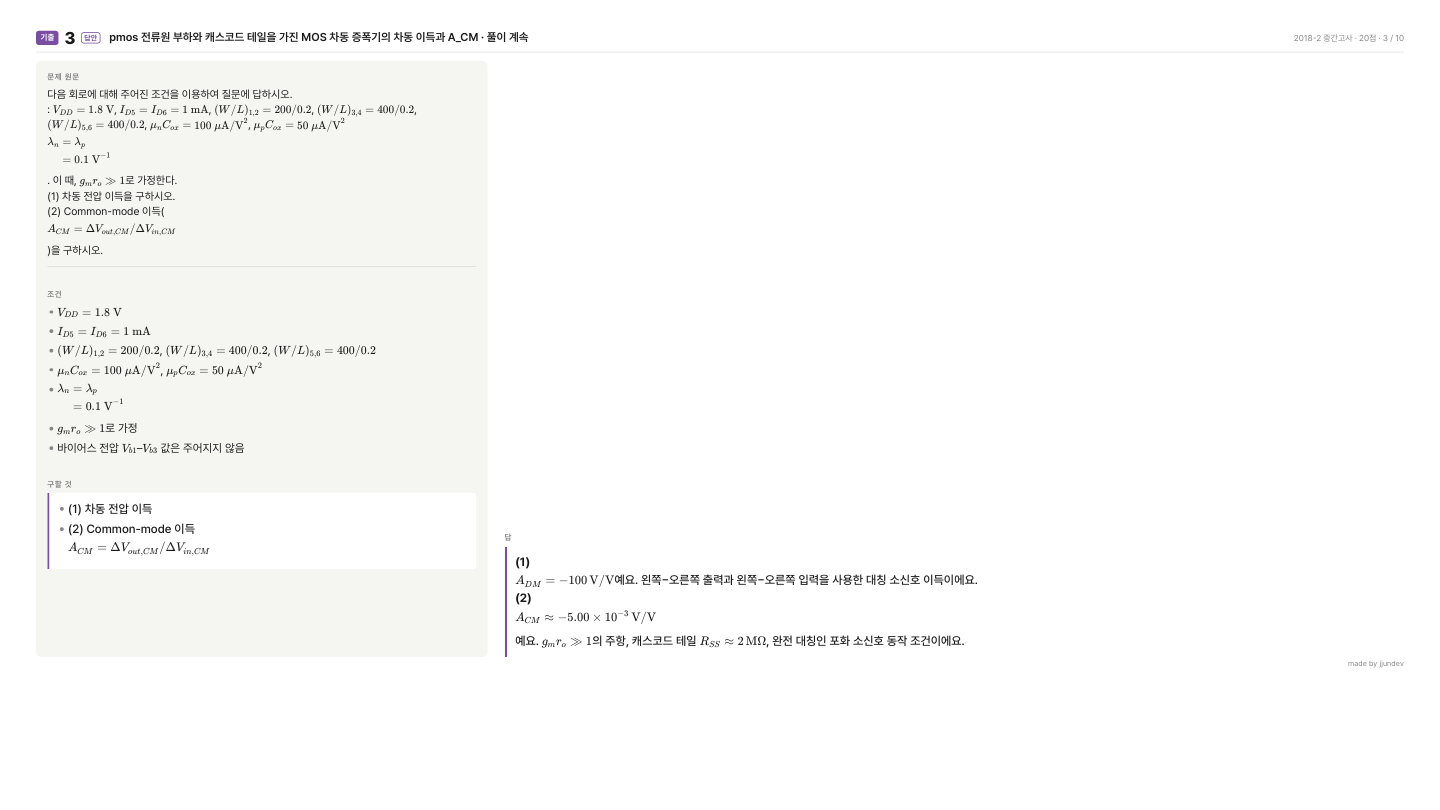 기출 3 답안 pmos 전류원 부하와 캐스코드 테일을 가진 MOS 차동 증폭기의 차동 이득과 A_CM · 풀이 계속
2018-2 중간고사 · 20점 · 3 / 10
문제 원문
다음 회로에 대해 주어진 조건을 이용하여 질문에 답하시오.
: V_{DD} = 1.8 V, I_{D5} = I_{D6} = 1 mA, (W/L)_{1,2} = 200/0.2, (W/L)_{3,4} = 400/0.2,
(W/L)_{5,6} = 400/0.2, μ_nC_{ox} = 100 μA/V², μ_pC_{ox} = 50 μA/V²
λ_n = λ_p
= 0.1 V⁻¹
. 이 때, g_mr_o ≫ 1로 가정한다.
(1) 차동 전압 이득을 구하시오.
(2) Common-mode 이득(
A_{CM} = ΔV_{out,CM}/ΔV_{in,CM}
)을 구하시오.
조건
• V_{DD} = 1.8 V
• I_{D5} = I_{D6} = 1 mA
• (W/L)_{1,2} = 200/0.2, (W/L)_{3,4} = 400/0.2, (W/L)_{5,6} = 400/0.2
• μ_nC_{ox} = 100 μA/V², μ_pC_{ox} = 50 μA/V²
• λ_n = λ_p
= 0.1 V⁻¹
• g_mr_o ≫ 1로 가정
• 바이어스 전압 V_{b1}–V_{b3} 값은 주어지지 않음
구할 것
• (1) 차동 전압 이득
• (2) Common-mode 이득
A_{CM} = ΔV_{out,CM}/ΔV_{in,CM}
답
(1)
A_{DM} = −100 V/V예요. 왼쪽−오른쪽 출력과 왼쪽−오른쪽 입력을 사용한 대칭 소신호 이득이에요.
(2)
A_{CM} ≈ −5.00 × 10⁻³ V/V
예요. g_mr_o ≫ 1의 주항, 캐스코드 테일 R_{SS} ≈ 2 MΩ, 완전 대칭인 포화 소신호 동작 조건이에요.
made by jjundev